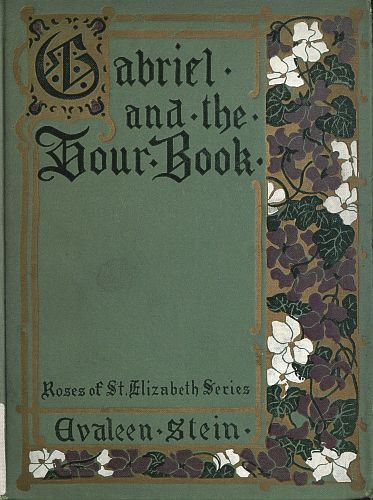 Gabriel·
and·the·
Hour·Book·
Roses of St. Elizabeth Series
Evaleen·Stein·